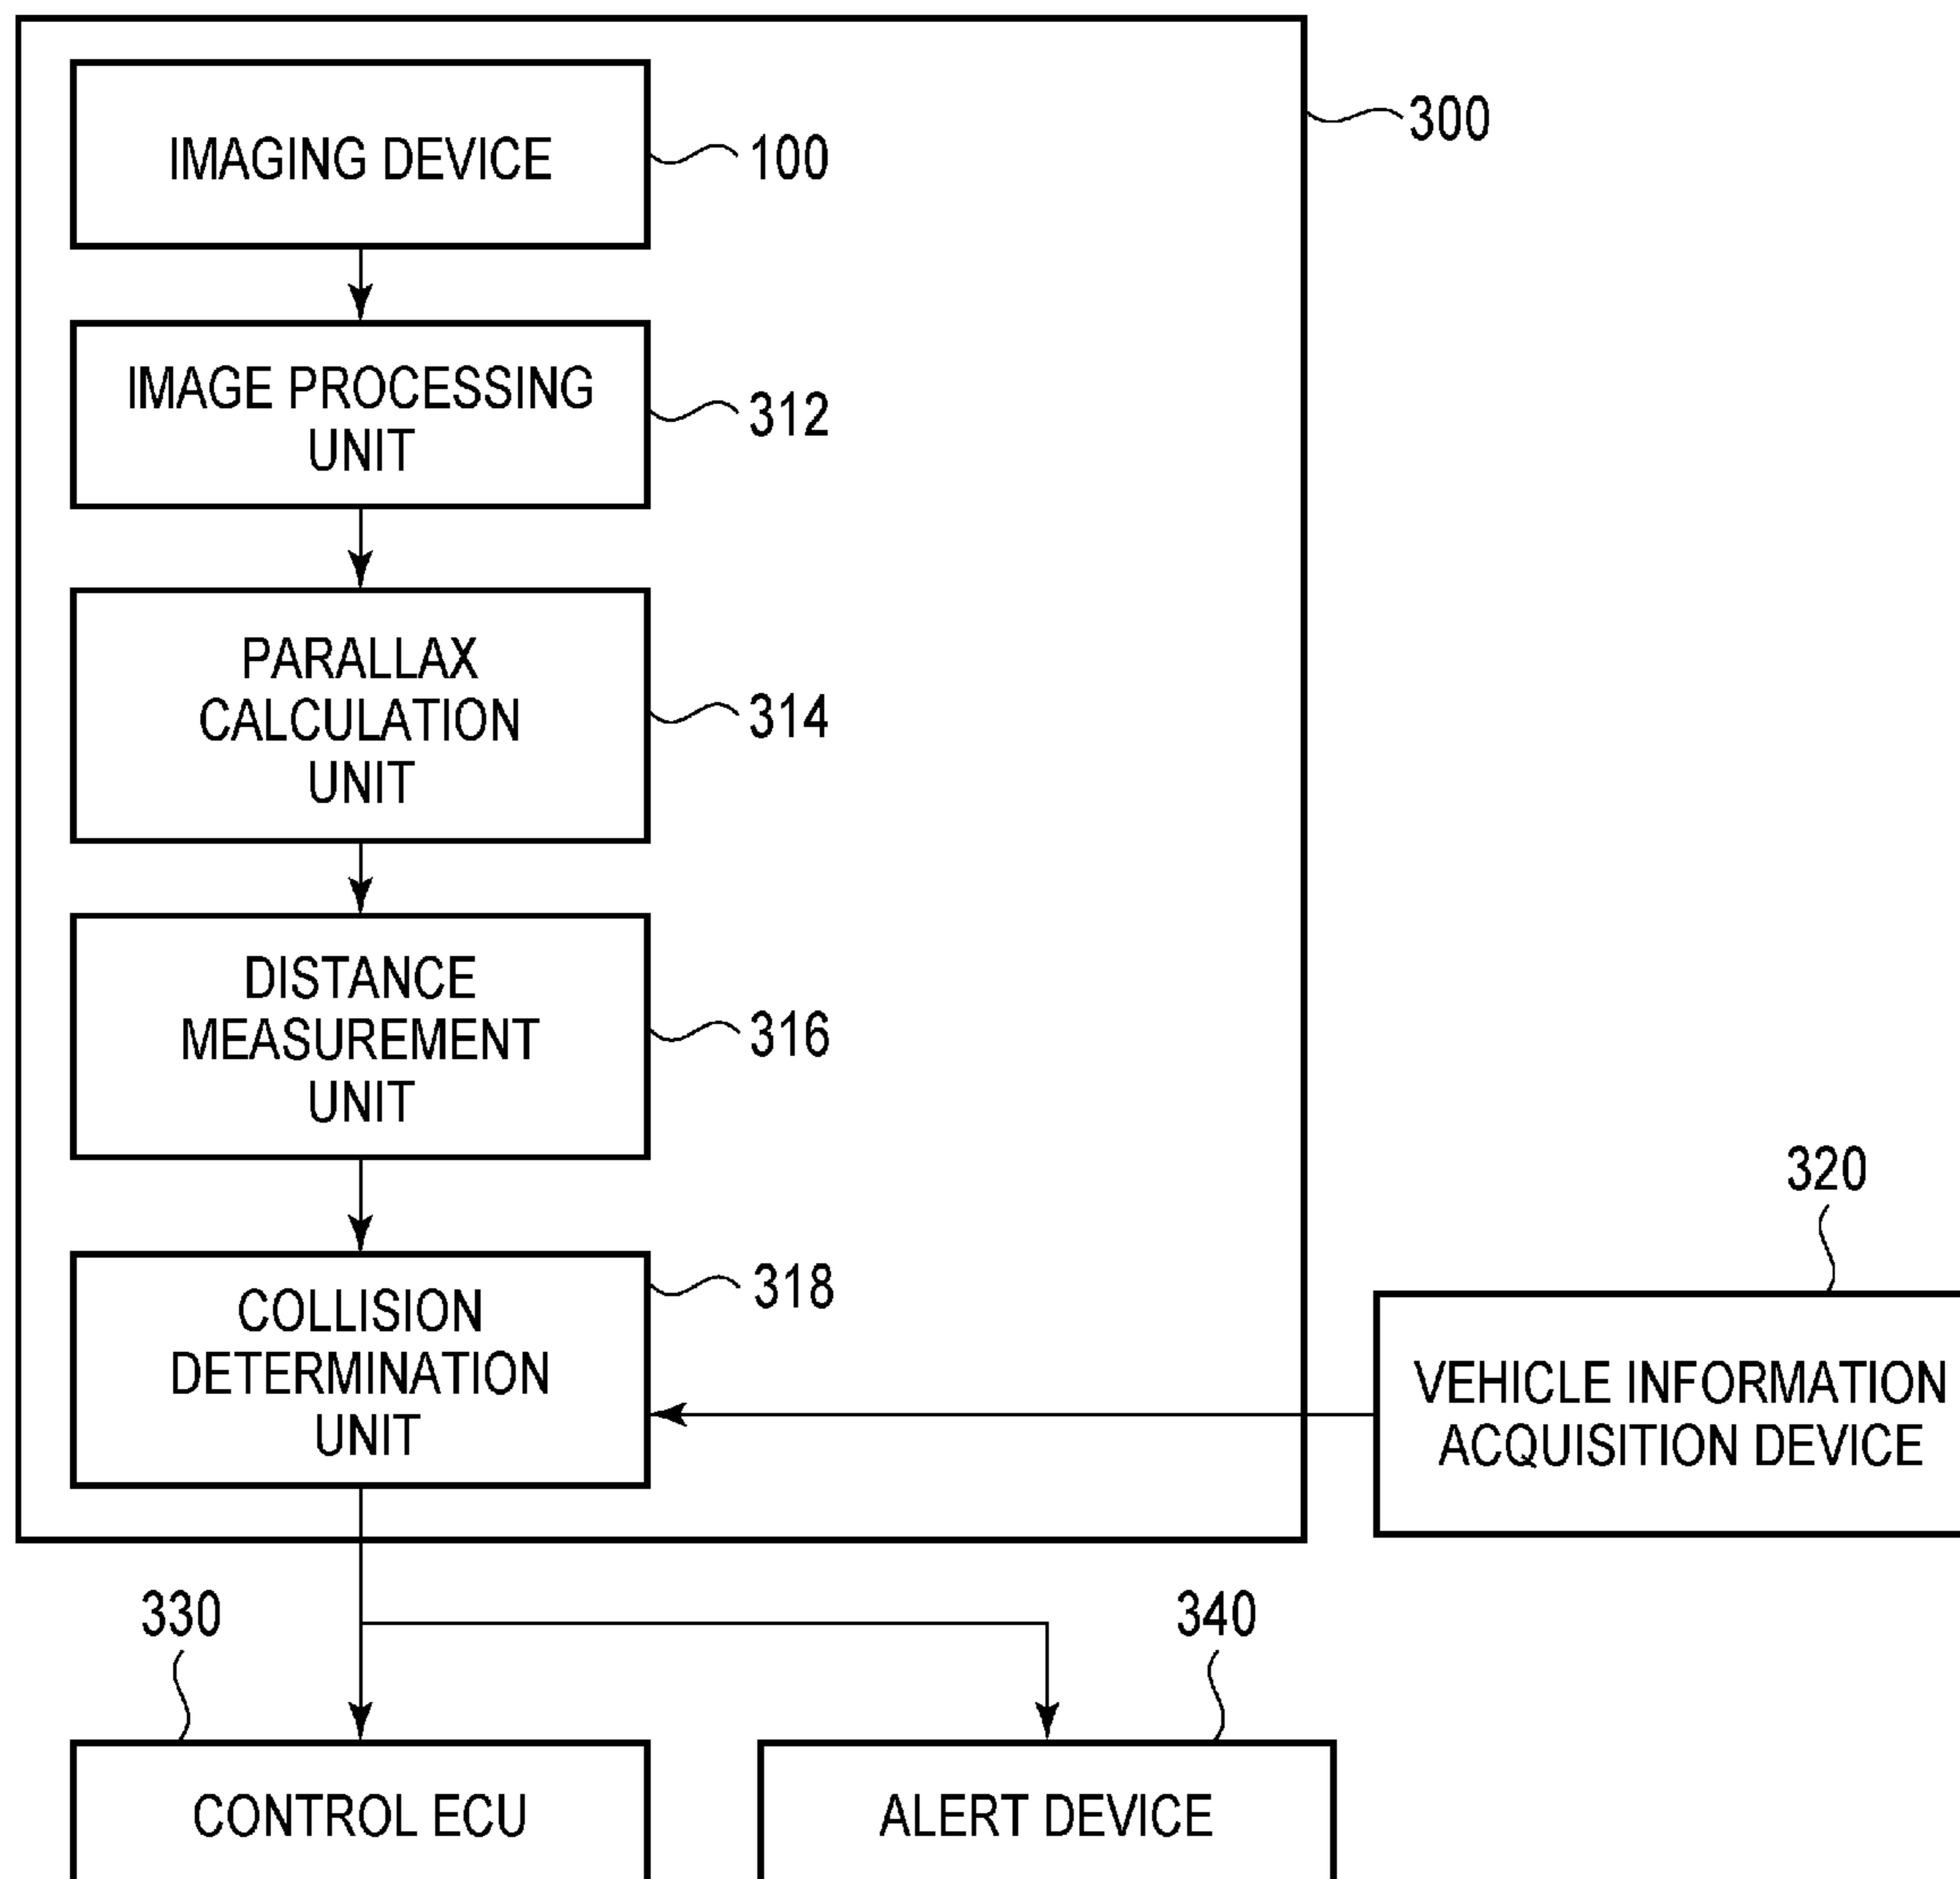 300
IMAGING DEVICE
100
IMAGE PROCESSING
UNIT
312
PARALLAX
CALCULATION
UNIT
314
DISTANCE
MEASUREMENT
UNIT
316
COLLISION
DETERMINATION
UNIT
318
320
VEHICLE INFORMATION
ACQUISITION DEVICE
330
CONTROL ECU
340
ALERT DEVICE